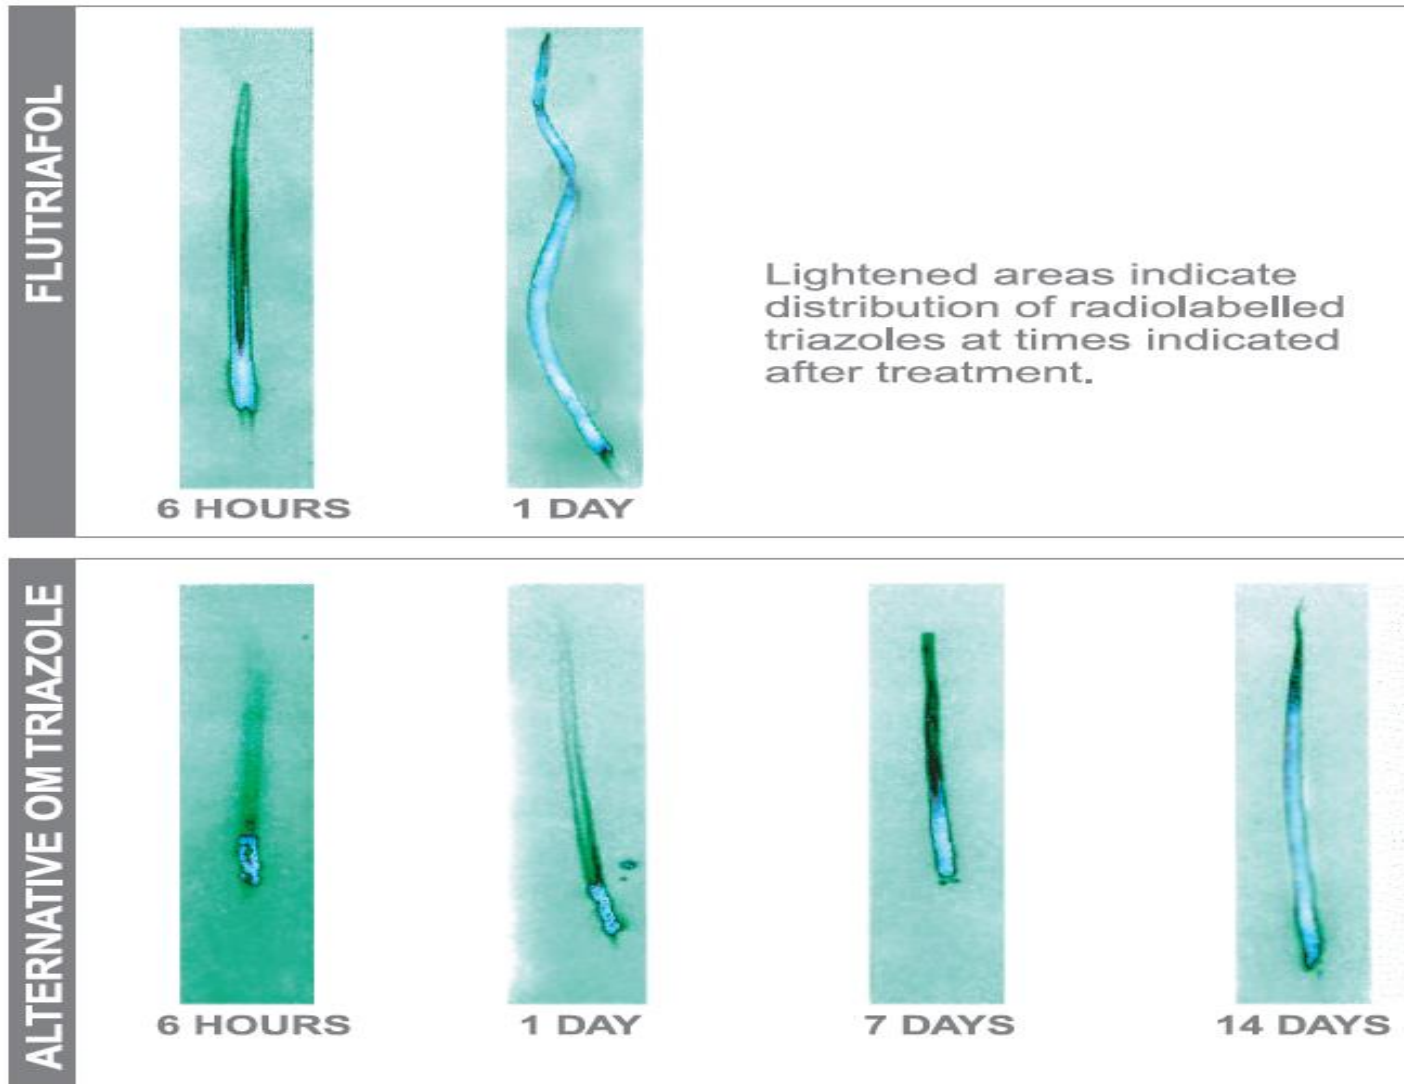 FLUTRIAFOL
Lightened areas indicate
distribution of radiolabelled
triazoles at times indicated
after treatment.
6 HOURS
1 DAY
ALTERNATIVE OM TRIAZOLE
6 HOURS
1 DAY
7 DAYS
14 DAYS